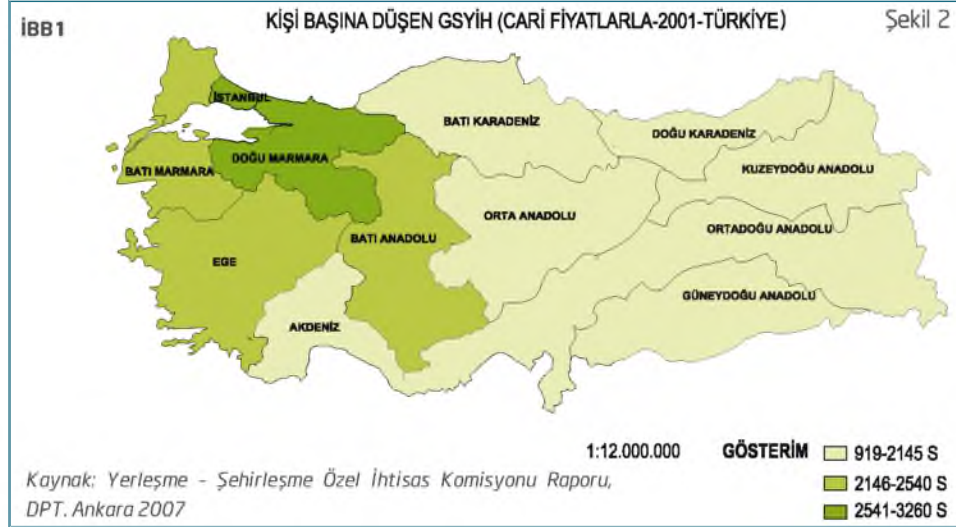 İBB1
KİŞİ BAŞINA DÜŞEN GSYİH (CARİ FİYATLARLA-2001-TÜRKİYE)
Şekil 2
İSTANBUL
BATI KARADENİZ
DOĞU KARADENİZ
DOĞU MARMARA
BATI MARMARA
KUZEYDOĞU ANADOLU
ORTA ANADOLU
ORTADOĞU ANADOLU
BATI ANADOLU
EGE
GÜNEYDOĞU ANADOLU
AKDENİZ
1:12.000.000
GÖSTERİM
919-2145 S
2146-2540 S
2541-3260 S
Kaynak: Yerleşme - Şehirleşme Özel İhtisas Komisyonu Raporu,
DPT. Ankara 2007